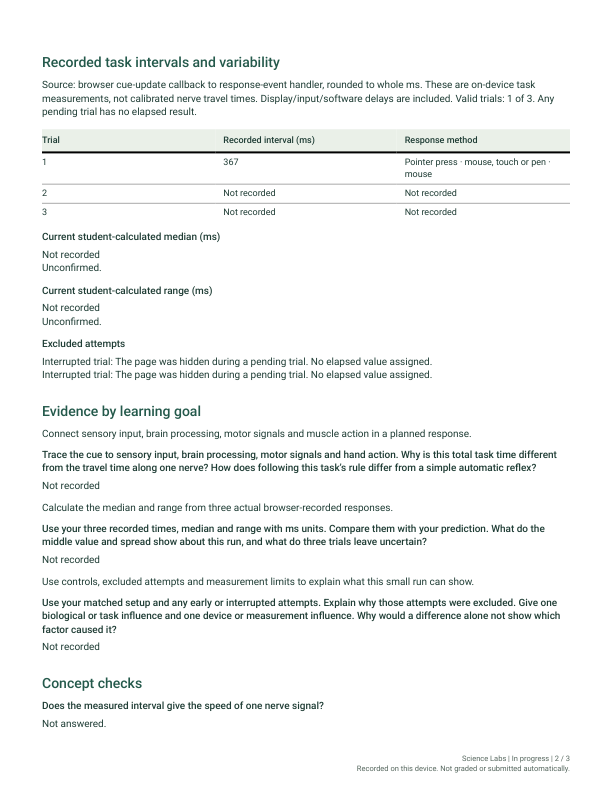 Recorded task intervals and variability
Source: browser cue-update callback to response-event handler, rounded to whole ms. These are on-device task
measurements, not calibrated nerve travel times. Display/input/software delays are included. Valid trials: 1 of 3. Any
pending trial has no elapsed result.
Trial Recorded interval (ms) Response method
1 367 Pointer press · mouse, touch or pen ·
mouse
2 Not recorded Not recorded
3 Not recorded Not recorded
Current student-calculated median (ms)
Not recorded
Unconfirmed.
Current student-calculated range (ms)
Not recorded
Unconfirmed.
Excluded attempts
Interrupted trial: The page was hidden during a pending trial. No elapsed value assigned.
Interrupted trial: The page was hidden during a pending trial. No elapsed value assigned.
Evidence by learning goal
Connect sensory input, brain processing, motor signals and muscle action in a planned response.
Trace the cue to sensory input, brain processing, motor signals and hand action. Why is this total task time different
from the travel time along one nerve? How does following this task's rule differ from a simple automatic reflex?
Not recorded
Calculate the median and range from three actual browser-recorded responses.
Use your three recorded times, median and range with ms units. Compare them with your prediction. What do the
middle value and spread show about this run, and what do three trials leave uncertain?
Not recorded
Use controls, excluded attempts and measurement limits to explain what this small run can show.
Use your matched setup and any early or interrupted attempts. Explain why those attempts were excluded. Give one
biological or task influence and one device or measurement influence. Why would a difference alone not show which
factor caused it?
Not recorded
Concept checks
Does the measured interval give the speed of one nerve signal?
Not answered.
Science Labs | In progress | 2 / 3
Recorded on this device. Not graded or submitted automatically.